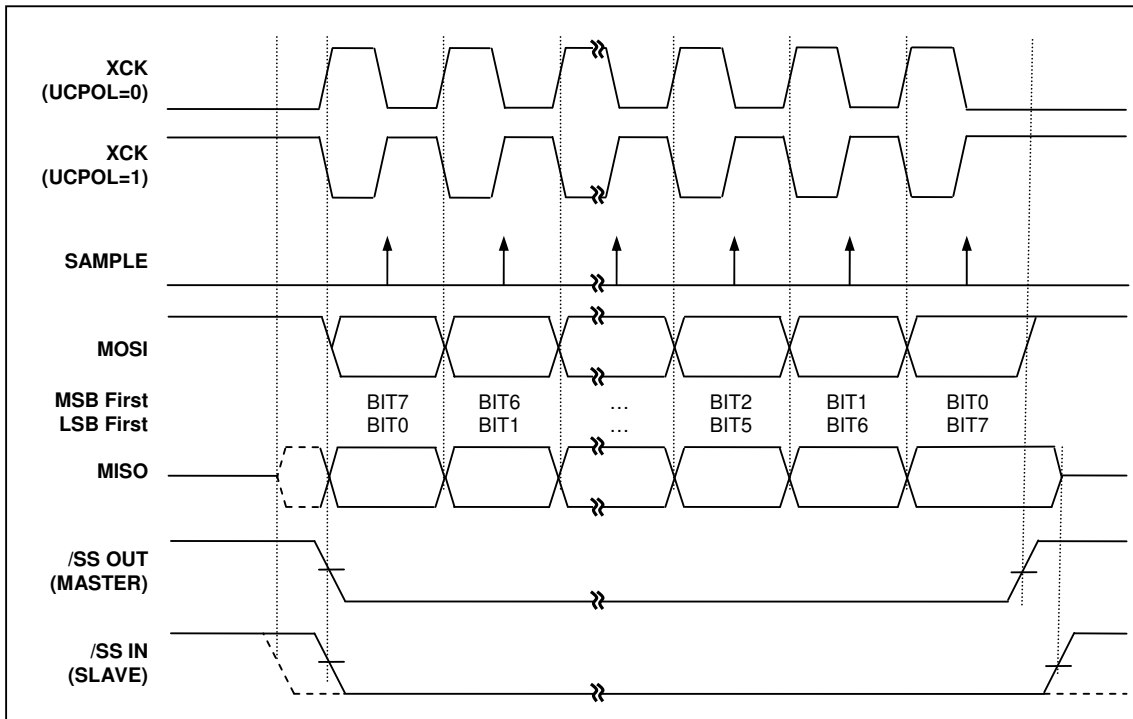 XCK
(UCPOL=0)
XCK
(UCPOL=1)
SAMPLE
MOSI
MSB First BIT7 BIT6 ... BIT2 BIT1 BIT0
LSB First BIT0 BIT1 ... BIT5 BIT6 BIT7
MISO
/SS OUT
(MASTER)
/SS IN
(SLAVE)